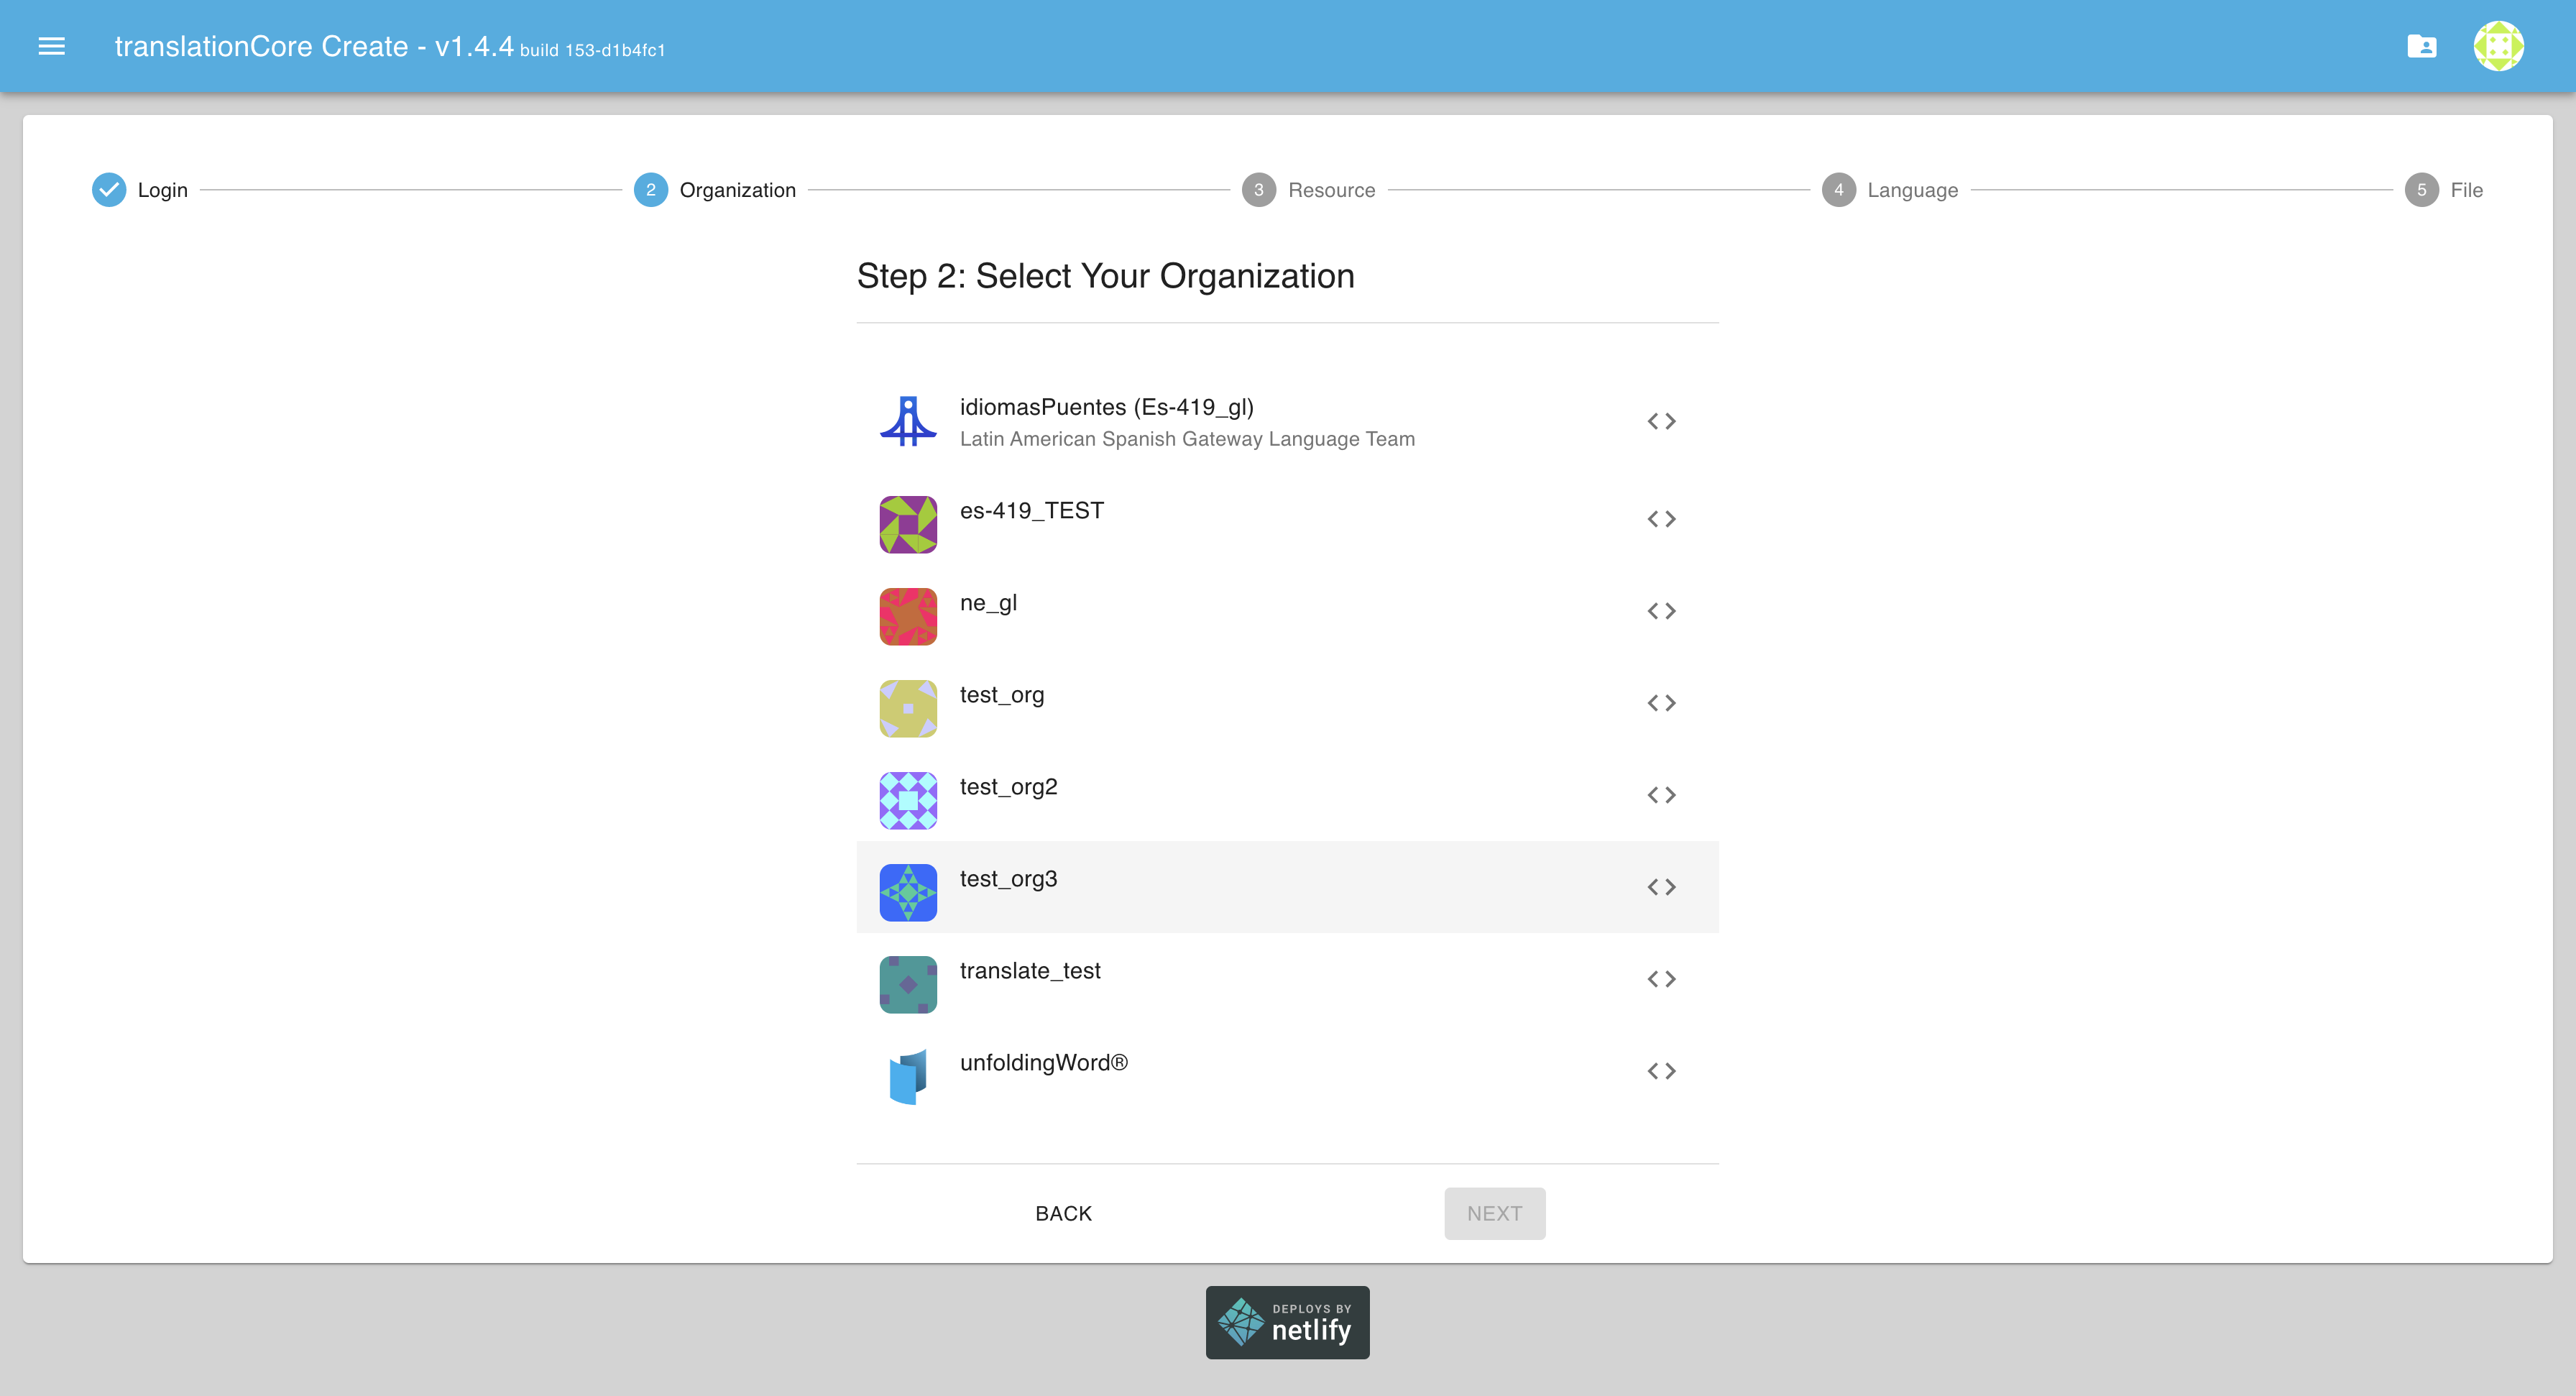 translationCore Create - v1.4.4 build 153-d1b4fc1
Login
2 Organization
3 Resource
4 Language
5 File
Step 2: Select Your Organization
idiomasPuentes (Es-419_gl)
Latin American Spanish Gateway Language Team
es-419_TEST
ne_gl
test_org
test_org2
test_org3
translate_test
unfoldingWord®
BACK
NEXT
DEPLOYS BY
netlify